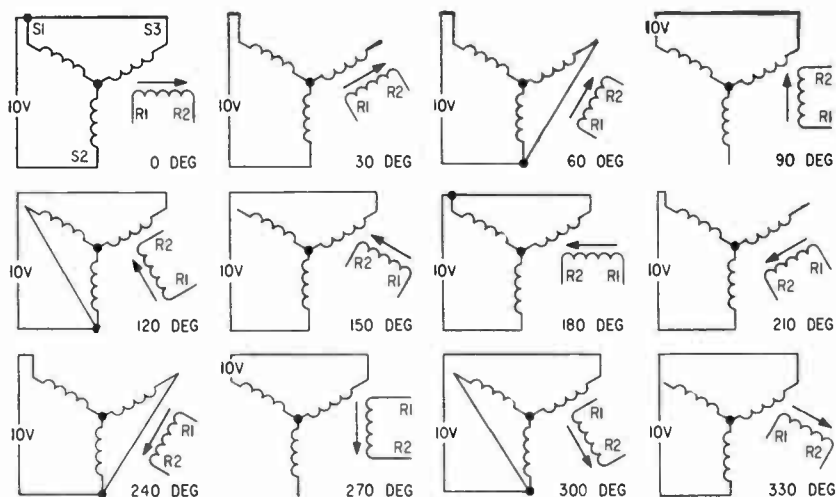 S1 S3
10V
R1 R2
S2
0 DEG
10V
R1 R2
30 DEG
10V
R2
R1
60 DEG
10V
R2
R1
90 DEG
10V
R2
R1
120 DEG
10V
R2
R1
150 DEG
10V
R2 R1
180 DEG
10V
R1
R2
210 DEG
10V
R1
R2
240 DEG
10V
R1
R2
270 DEG
10V
R1
R2
300 DEG
10V
R1 R2
330 DEG